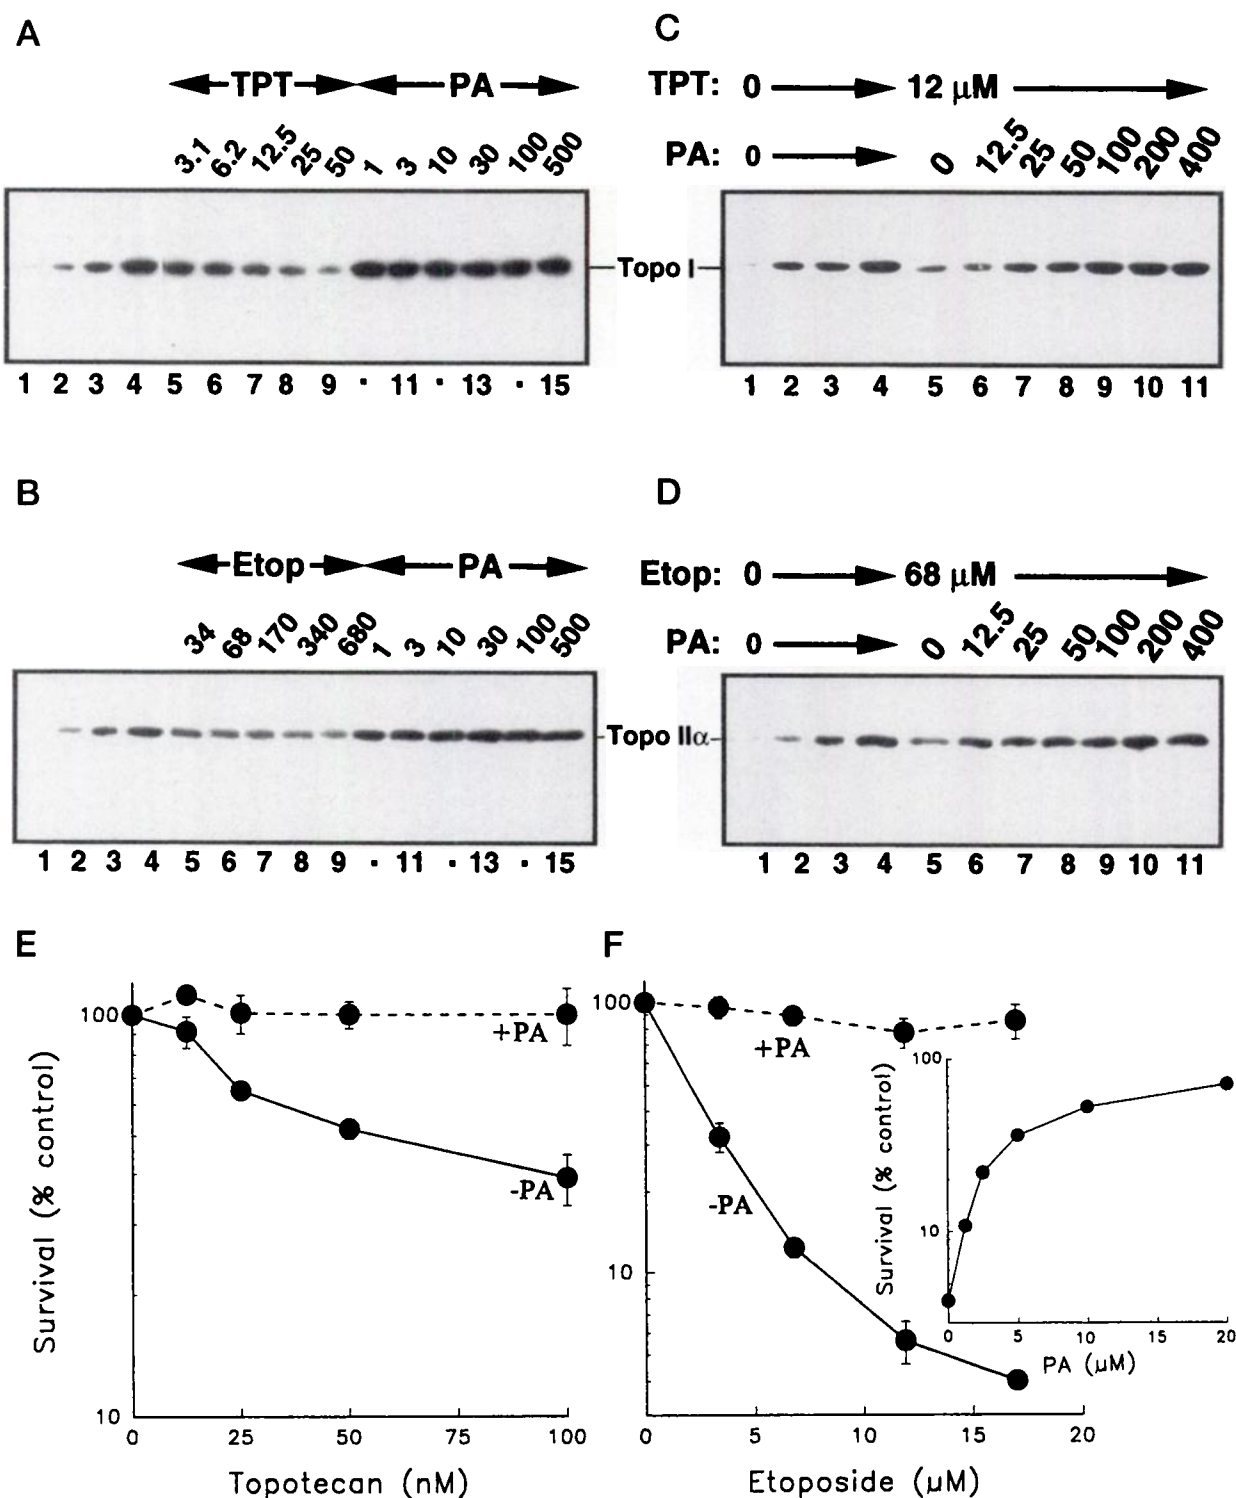 A
TPT PA
3.1 6.2 12.5 25 50 1 3 10 30 100 500
Topo I
1 2 3 4 5 6 7 8 9 · 11 · 13 · 15
C
TPT: 0 12 μM
PA: 0 0 12.5 25 50 100 200 400
1 2 3 4 5 6 7 8 9 10 11
B
Etop PA
34 68 170 340 680 1 3 10 30 100 500
Topo IIα
1 2 3 4 5 6 7 8 9 · 11 · 13 · 15
D
Etop: 0 68 μM
PA: 0 0 12.5 25 50 100 200 400
1 2 3 4 5 6 7 8 9 10 11
E
Survival (% control)
100
10
+PA
-PA
0 25 50 75 100
Topotecan (nM)
F
100
10
+PA
-PA
0 5 10 15 20
Etoposide (μM)
Survival (% control)
100
10
0 5 10 15 20
PA (μM)